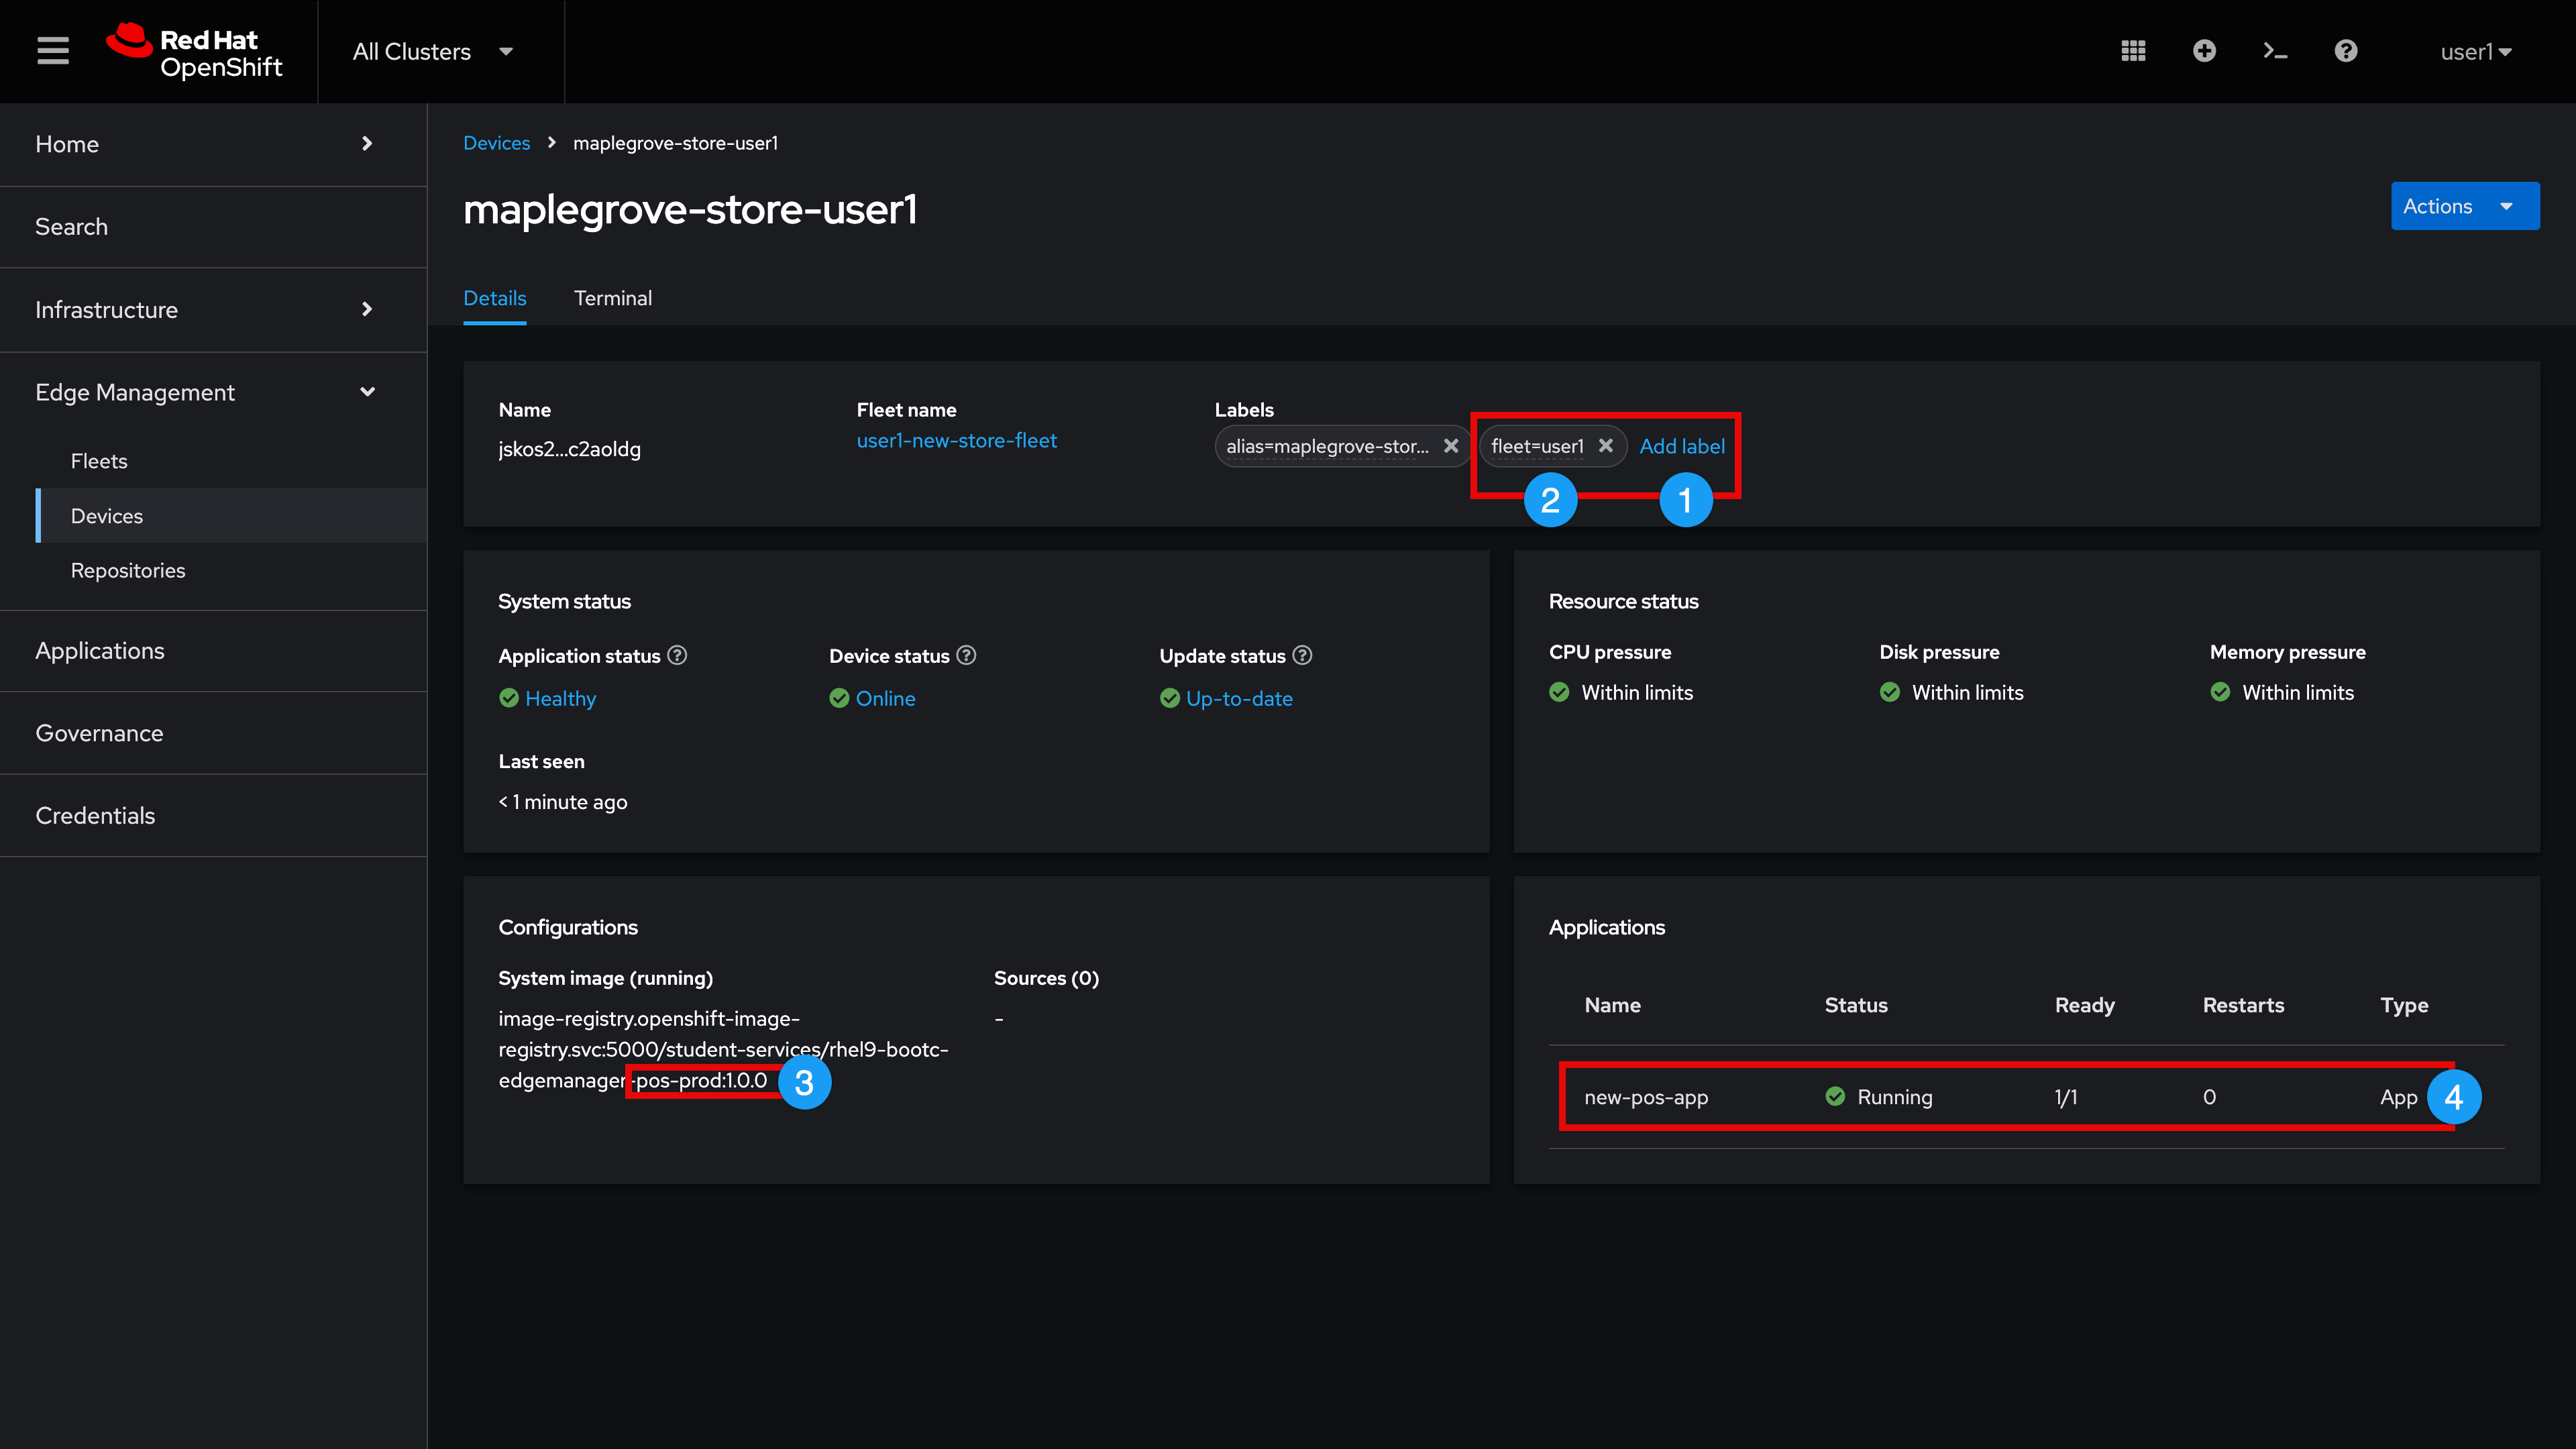 Red Hat
OpenShift
All Clusters
user1
Home
Search
Infrastructure
Edge Management
Fleets
Devices
Repositories
Applications
Governance
Credentials
Devices > maplegrove-store-user1
maplegrove-store-user1
Actions
Details Terminal
Name
jskos2...c2aoldg
Fleet name
user1-new-store-fleet
Labels
alias=maplegrove-stor... fleet=user1 Add label
2 1
System status
Application status
Healthy
Device status
Online
Update status
Up-to-date
Last seen
< 1 minute ago
Resource status
CPU pressure
Within limits
Disk pressure
Within limits
Memory pressure
Within limits
Configurations
System image (running)
image-registry.openshift-image-
registry.svc:5000/student-services/rhel9-bootc-
edgemanager-pos-prod:1.0.0 3
Sources (0)
-
Applications
Name Status Ready Restarts Type
new-pos-app Running 1/1 0 App 4